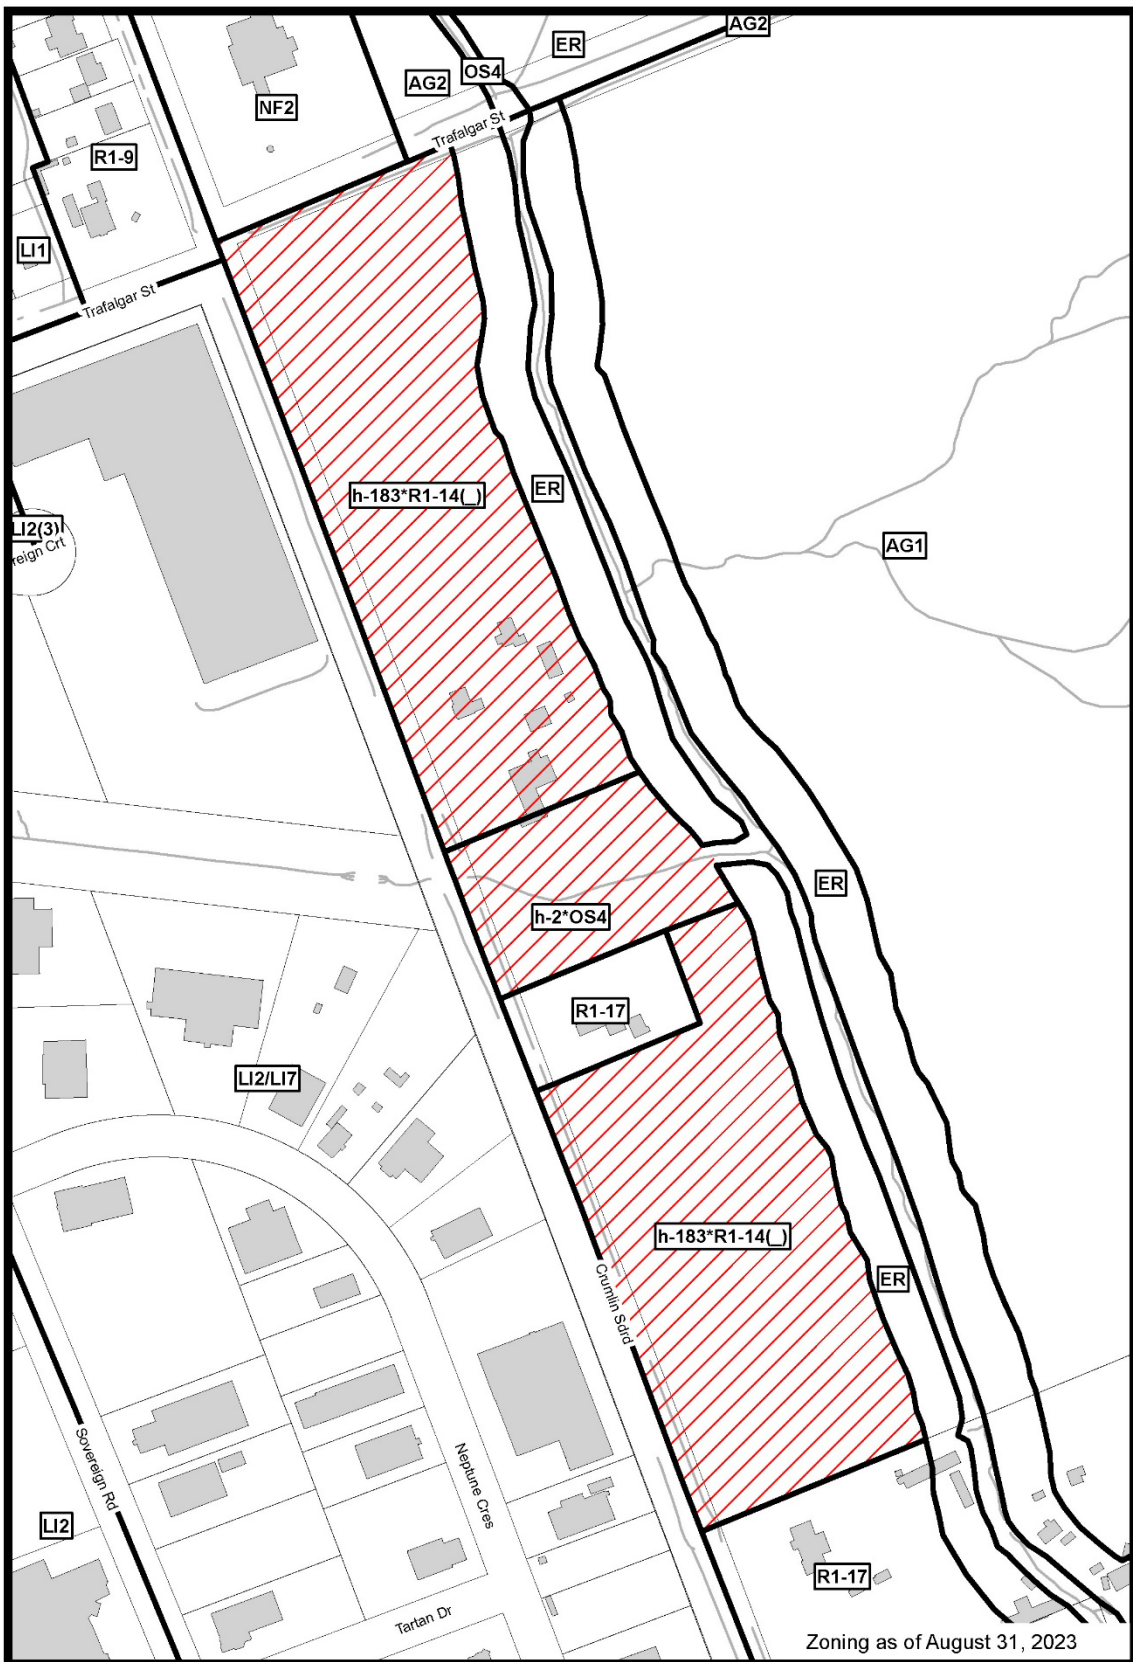 AG2
ER
OS4
AG2
NF2
Trafalgar St
R1-9
LI1
Trafalgar St
h-183*R1-14(_)
ER
LI2(3)
reign Crt
AG1
ER
h-2*OS4
R1-17
LI2/LI7
h-183*R1-14(_)
ER
Crumlin Sdrd
Sovereign Rd
Neptune Cres
LI2
R1-17
Tartan Dr
Zoning as of August 31, 2023